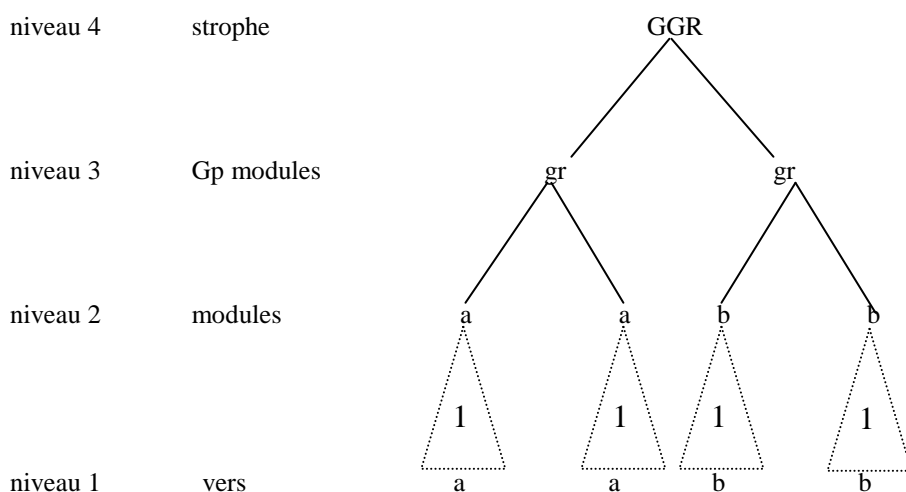 niveau 4 strophe GGR
niveau 3 Gp modules gr gr
niveau 2 modules a a b b
1 1 1 1
niveau 1 vers a a b b